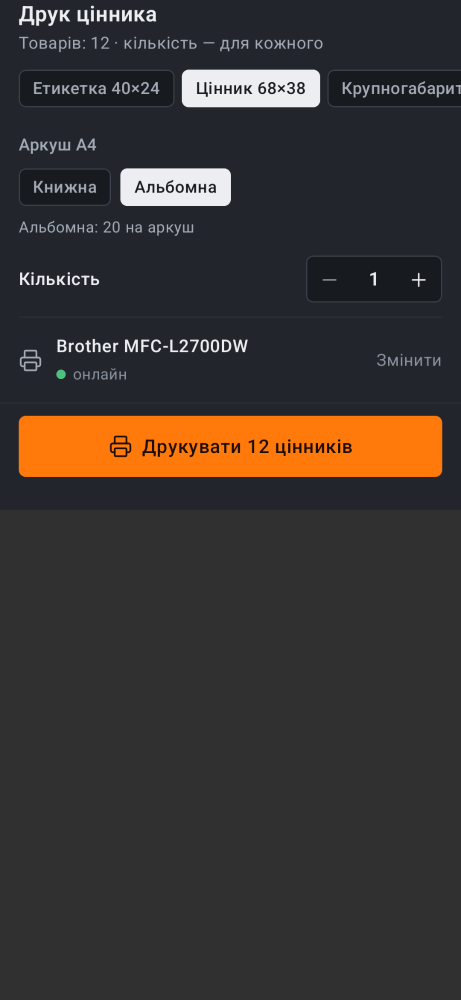 Друк цінника
Товарів: 12 · кількість — для кожного
Етикетка 40×24 Цінник 68×38 Крупногабарит
Аркуш А4
Книжна Альбомна
Альбомна: 20 на аркуш
Кількість — 1 +
Brother MFC-L2700DW
онлайн Змінити
Друкувати 12 цінників